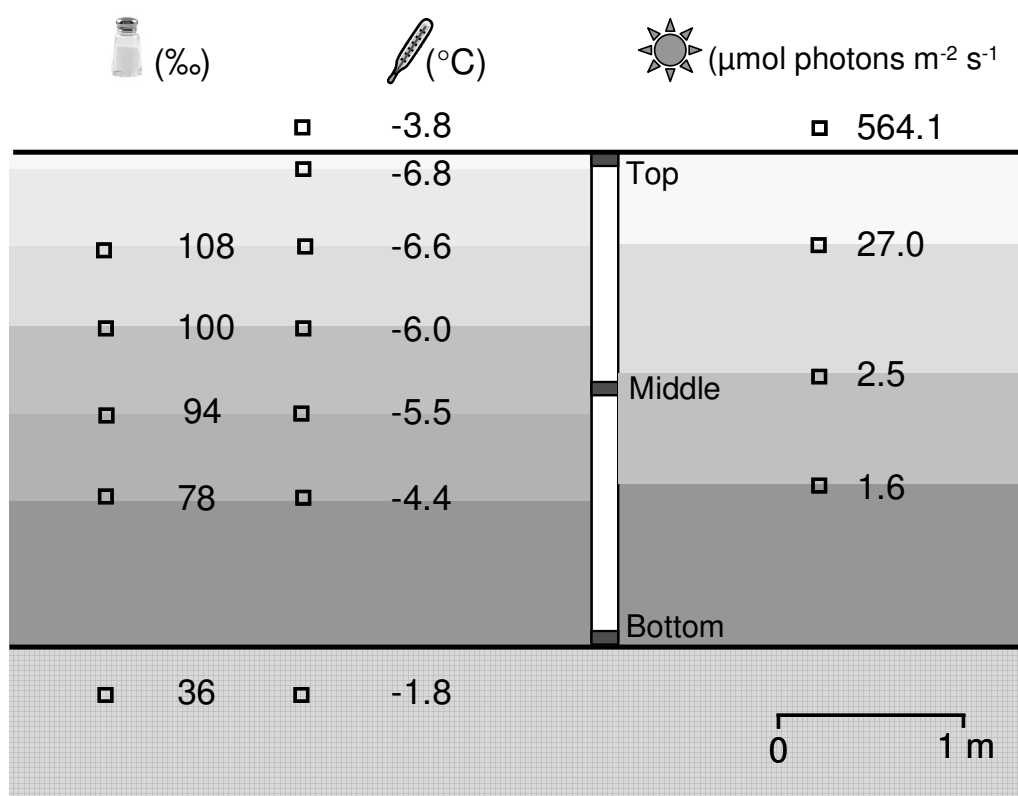 (‰) (°C) (µmol photons m-2 s-1
-3.8 564.1
-6.8 Top
108 -6.6 27.0
100 -6.0
Middle 2.5
94 -5.5
78 -4.4 1.6
Bottom
36 -1.8
0 1 m